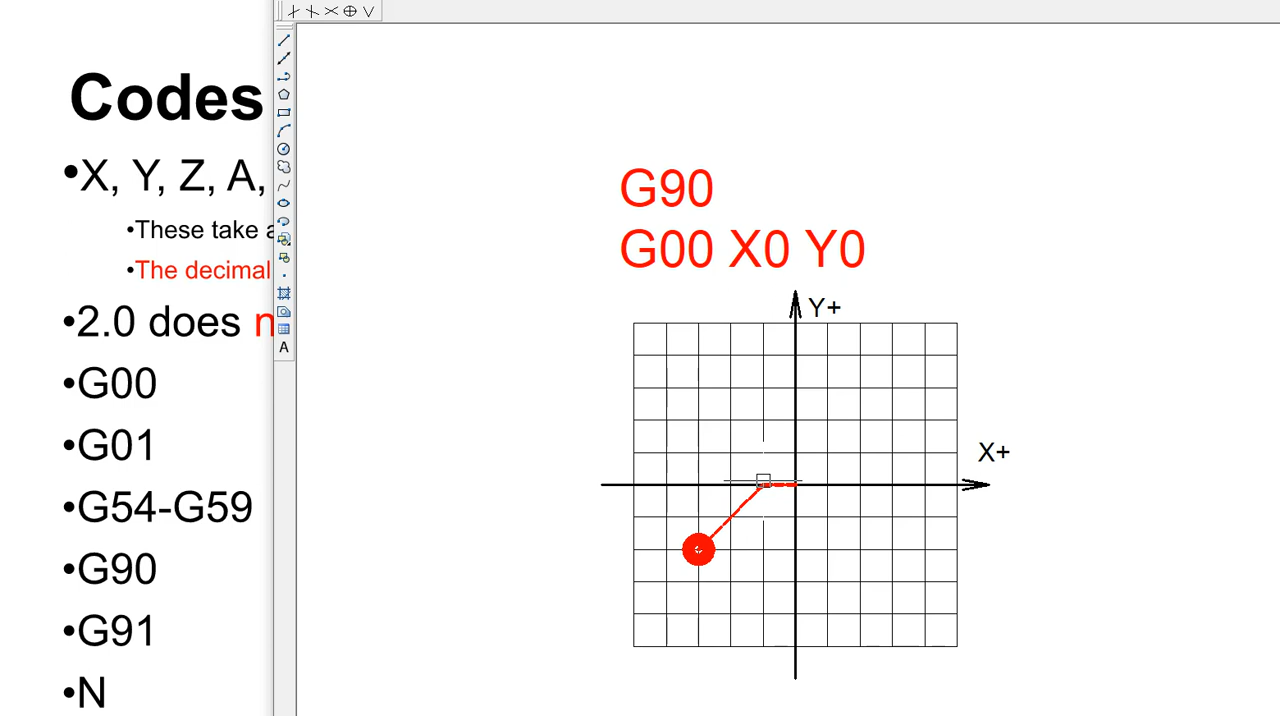 Codes
•X, Y, Z, A,
•These take a
•The decimal
•2.0 does n
•G00
•G01
•G54-G59
•G90
•G91
•N
A
G90
G00 X0 Y0
Y+
X+